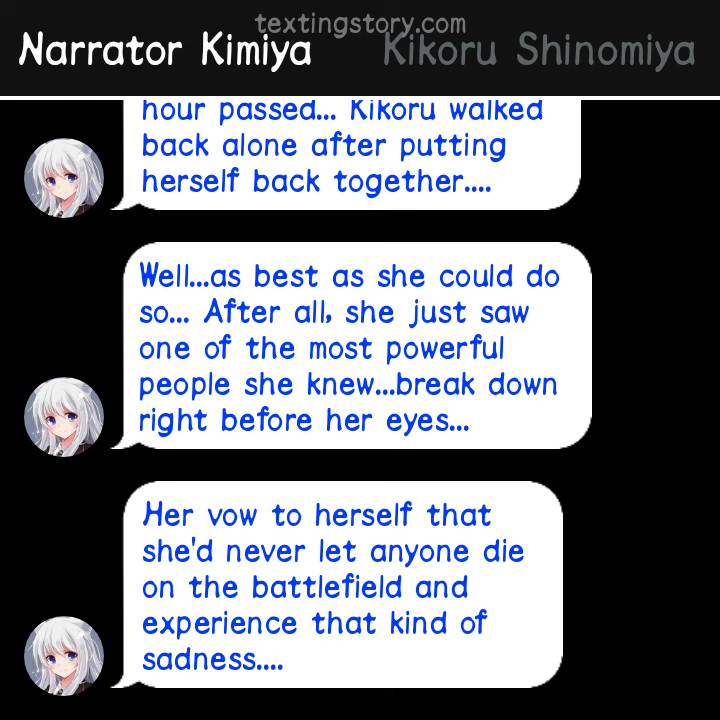 textingstory.com
Narrator Kimiya Kikoru Shinomiya
hour passed... Kikoru walked
back alone after putting
herself back together....
Well...as best as she could do
so... After all, she just saw
one of the most powerful
people she knew...break down
right before her eyes...
Her vow to herself that
she'd never let anyone die
on the battlefield and
experience that kind of
sadness....